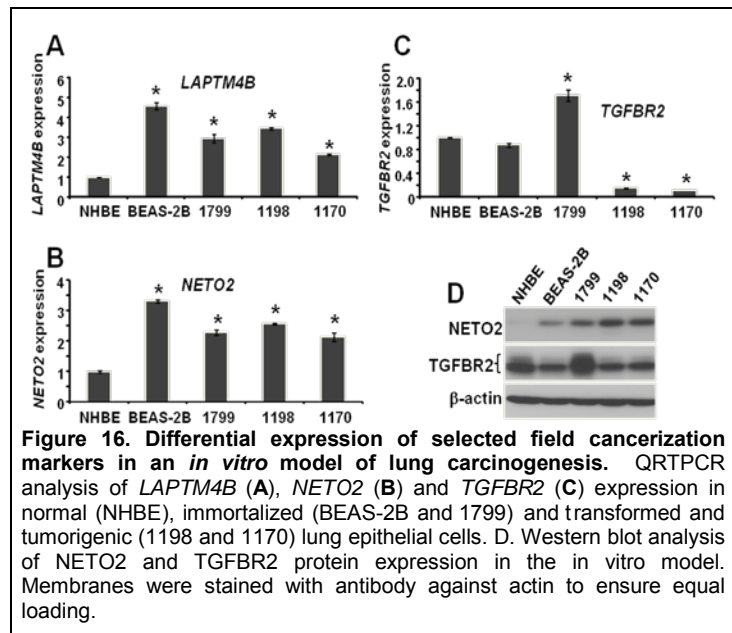 A
LAPTM4B
LAPTM4B expression
6
5
4
3
2
1
0
* * * *
NHBE BEAS-2B 1799 1198 1170
C
TGFBR2
TGFBR2 expression
2.0
1.6
1.2
0.8
0.4
0
* * *
NHBE BEAS-2B 1799 1198 1170
B
NETO2
NETO2 expression
4
3
2
1
0
* * * *
NHBE BEAS-2B 1799 1198 1170
D
NHBE BEAS-2B 1799 1198 1170
NETO2
TGFBR2{
β-actin
Figure 16. Differential expression of selected field cancerization
markers in an in vitro model of lung carcinogenesis. QRTPCR
analysis of LAPTM4B (A), NETO2 (B) and TGFBR2 (C) expression in
normal (NHBE), immortalized (BEAS-2B and 1799) and transformed and
tumorigenic (1198 and 1170) lung epithelial cells. D. Western blot analysis
of NETO2 and TGFBR2 protein expression in the in vitro model.
Membranes were stained with antibody against actin to ensure equal
loading.